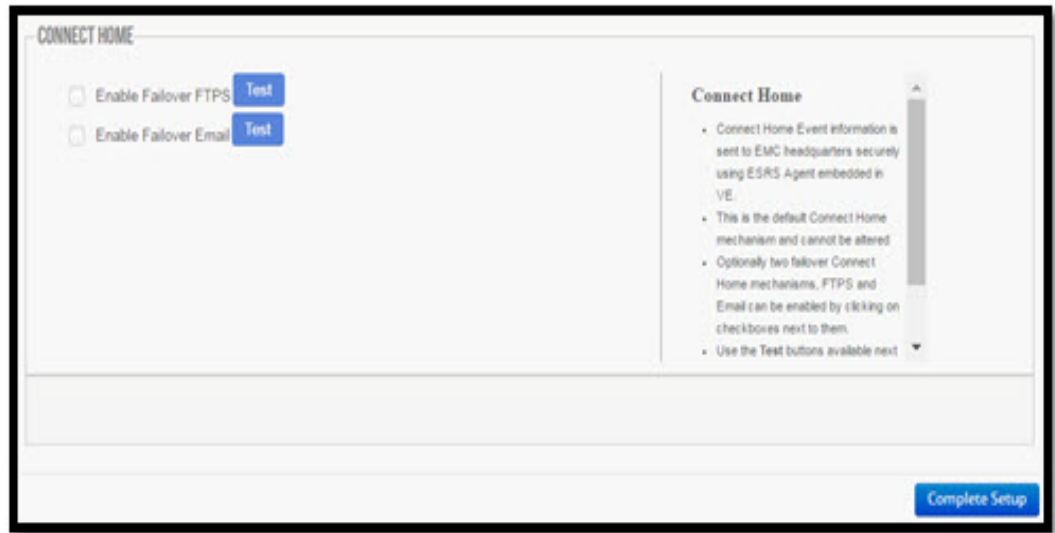 CONNECT HOME
Enable Failover FTPS Test
Enable Failover Email Test
Connect Home
• Connect Home Event information is
sent to EMC headquarters securely
using ESRS Agent embedded in
VE.
• This is the default Connect Home
mechanism and cannot be altered
• Optionally two failover Connect
Home mechanisms, FTPS and
Email can be enabled by clicking on
checkboxes next to them.
• Use the Test buttons available next
Complete Setup